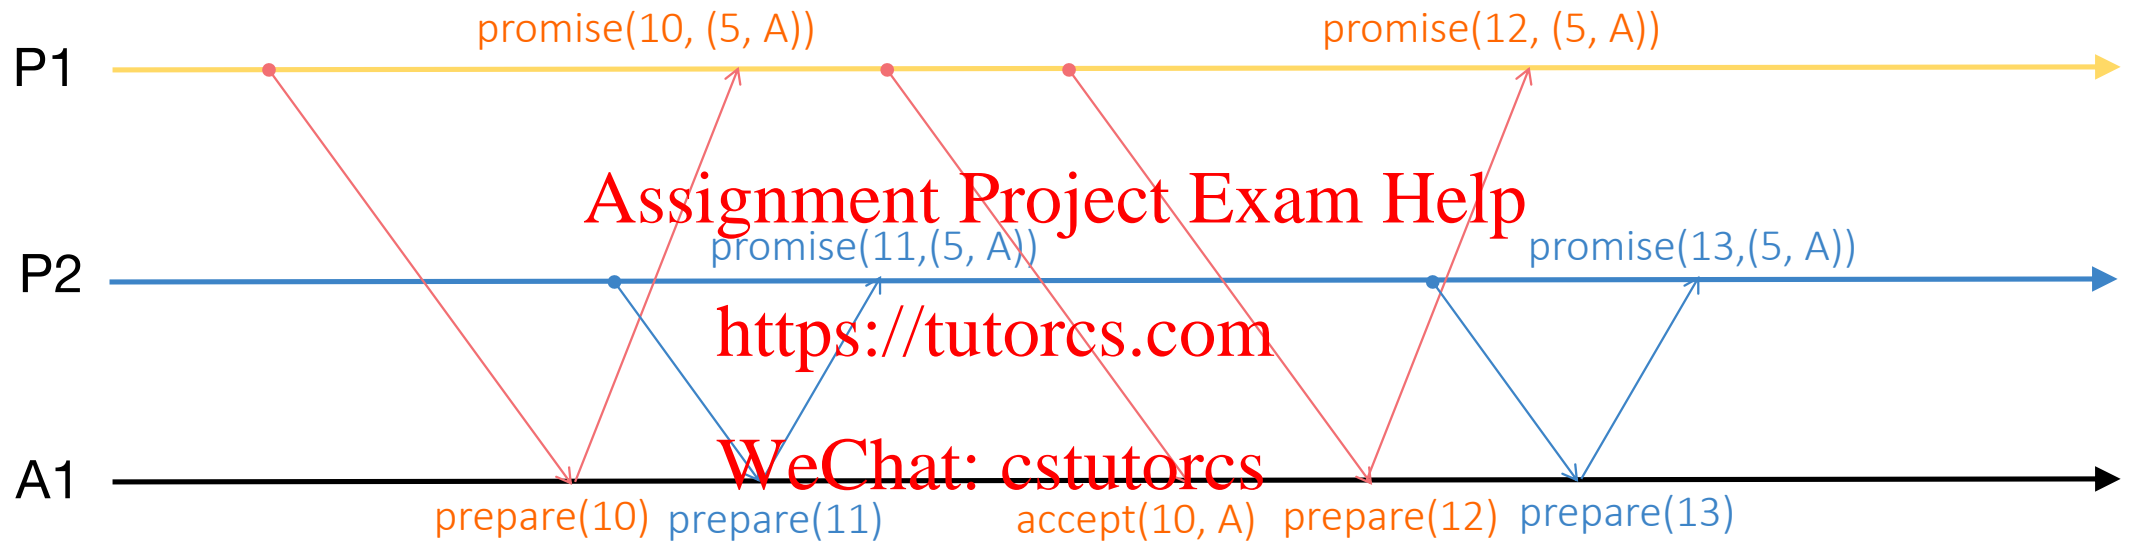 promise(10, (5, A))
promise(12, (5, A))
P1
Assignment Project Exam Help
promise(11,(5, A))
promise(13,(5, A))
P2
https://tutorcs.com
WeChat: cstutorcs
A1
prepare(10)
prepare(11)
accept(10, A)
prepare(12)
prepare(13)